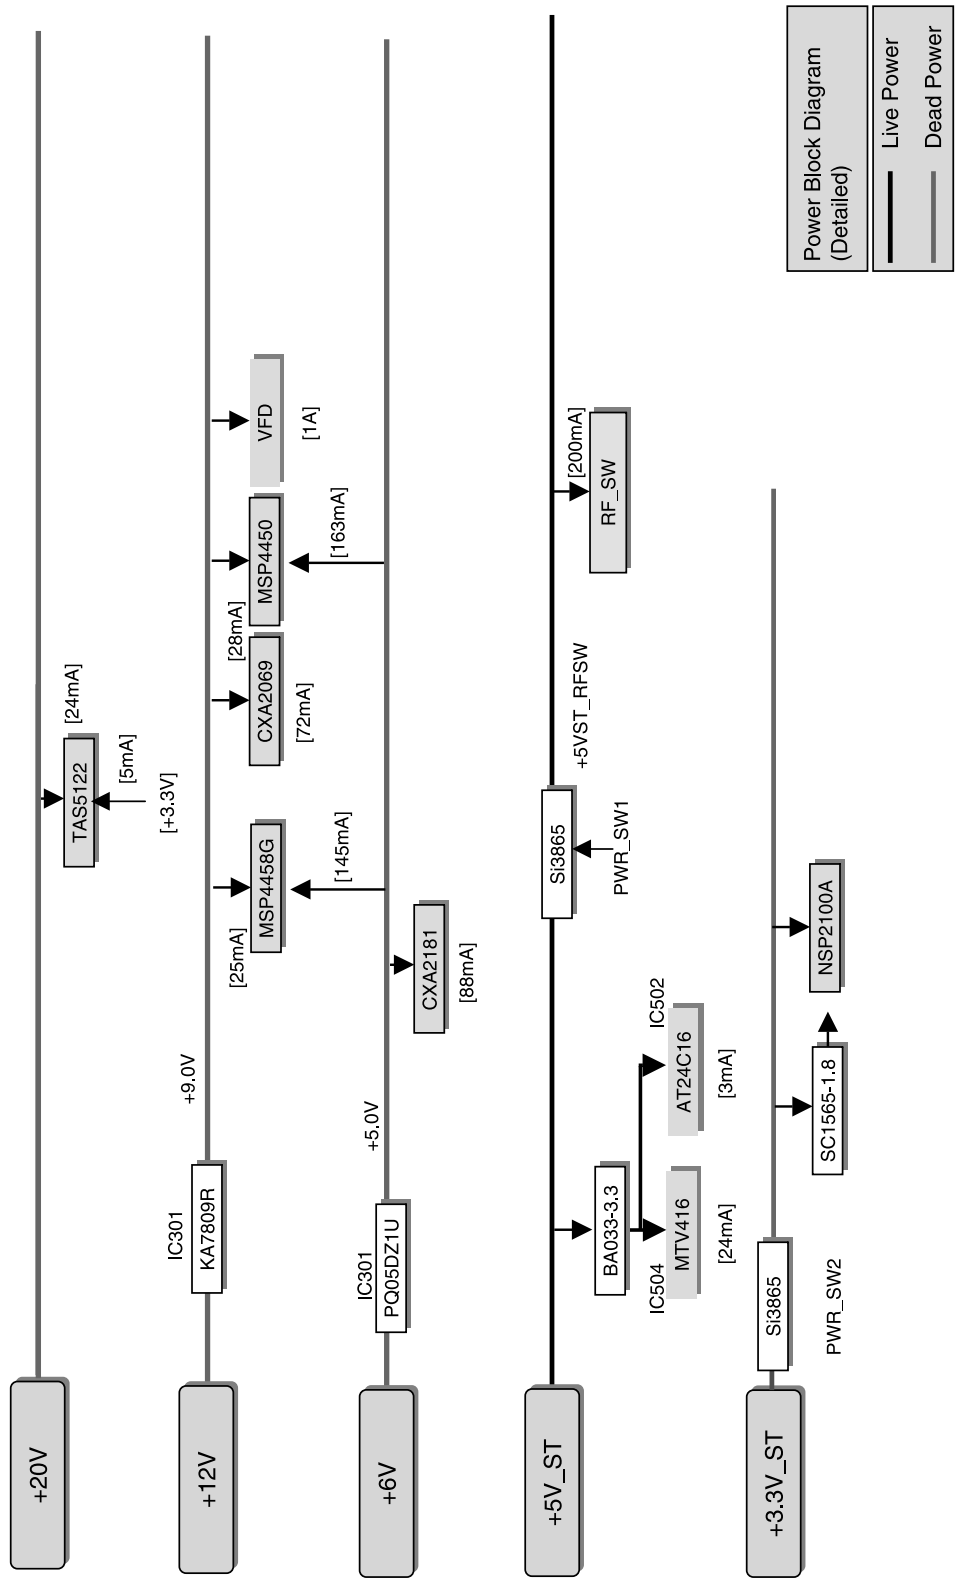 +20V
TAS5122
[24mA]
[5mA]
[+3.3V]
+12V
IC301
KA7809R
+9.0V
[25mA]
MSP4458G
[145mA]
CXA2069
[72mA]
[28mA]
MSP4450
[163mA]
VFD
[1A]
+6V
IC301
PQ05DZ1U
+5.0V
CXA2181
[88mA]
+5V_ST
BA033-3.3
IC504
MTV416
[24mA]
IC502
AT24C16
[3mA]
Si3865
PWR_SW1
+5VST_RFSW
[200mA]
RF_SW
+3.3V_ST
Si3865
PWR_SW2
SC1565-1.8
NSP2100A
Power Block Diagram
(Detailed)
Live Power
Dead Power